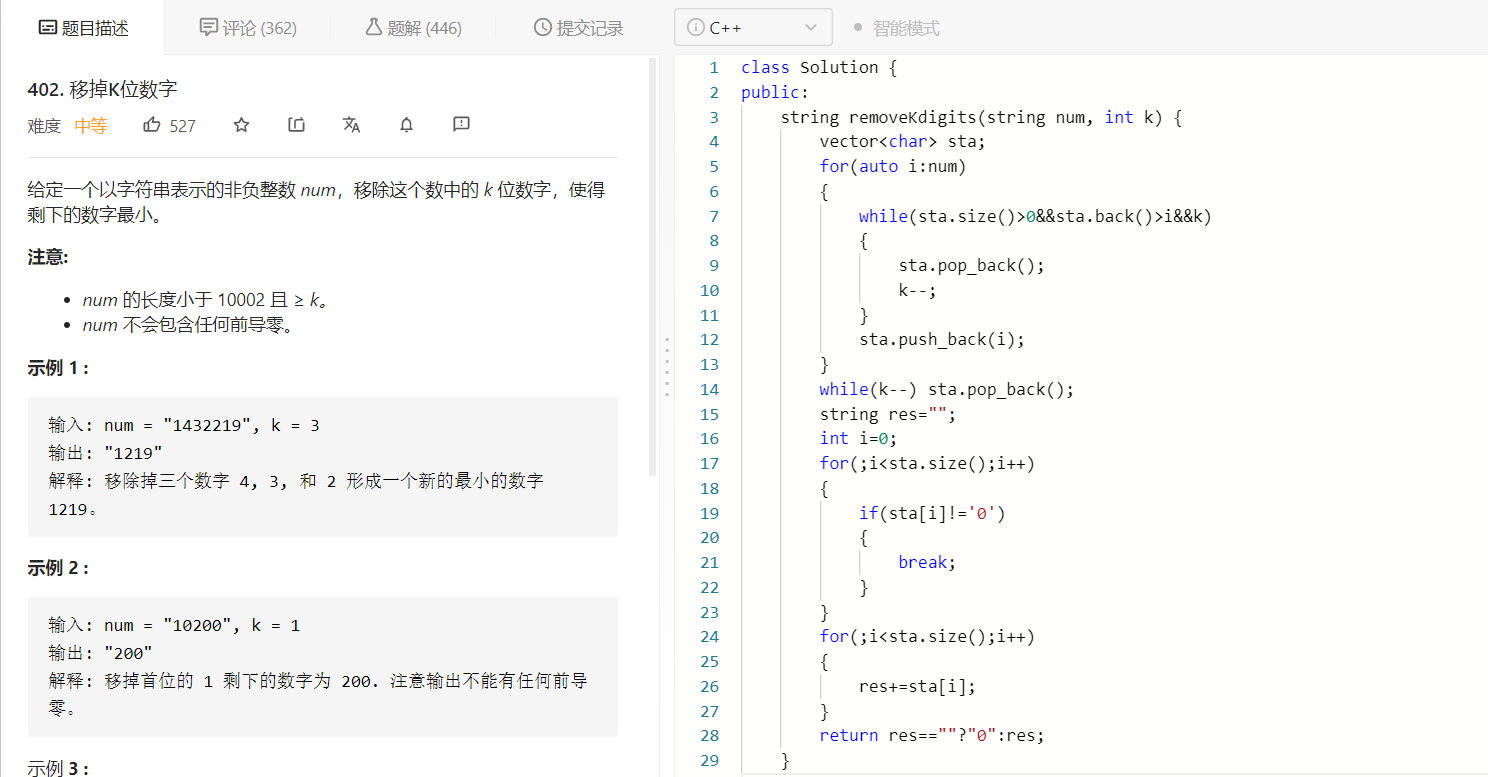 题目描述
评论 (362)
题解 (446)
提交记录
C++
智能模式
402. 移掉K位数字
难度 中等 527
给定一个以字符串表示的非负整数 num，移除这个数中的 k 位数字，使得
剩下的数字最小。
注意:
• num 的长度小于 10002 且 ≥ k。
• num 不会包含任何前导零。
示例 1 :
输入: num = "1432219", k = 3
输出: "1219"
解释: 移除掉三个数字 4, 3, 和 2 形成一个新的最小的数字
1219。
示例 2 :
输入: num = "10200", k = 1
输出: "200"
解释: 移掉首位的 1 剩下的数字为 200. 注意输出不能有任何前导
零。
示例 3 :
1 class Solution {
2 public:
3     string removeKdigits(string num, int k) {
4         vector<char> sta;
5         for(auto i:num)
6         {
7             while(sta.size()>0&&sta.back()>i&&k)
8             {
9                 sta.pop_back();
10                 k--;
11             }
12             sta.push_back(i);
13         }
14         while(k--) sta.pop_back();
15         string res="";
16         int i=0;
17         for(;i<sta.size();i++)
18         {
19             if(sta[i]!='0')
20             {
21                 break;
22             }
23         }
24         for(;i<sta.size();i++)
25         {
26             res+=sta[i];
27         }
28         return res==""?"0":res;
29     }